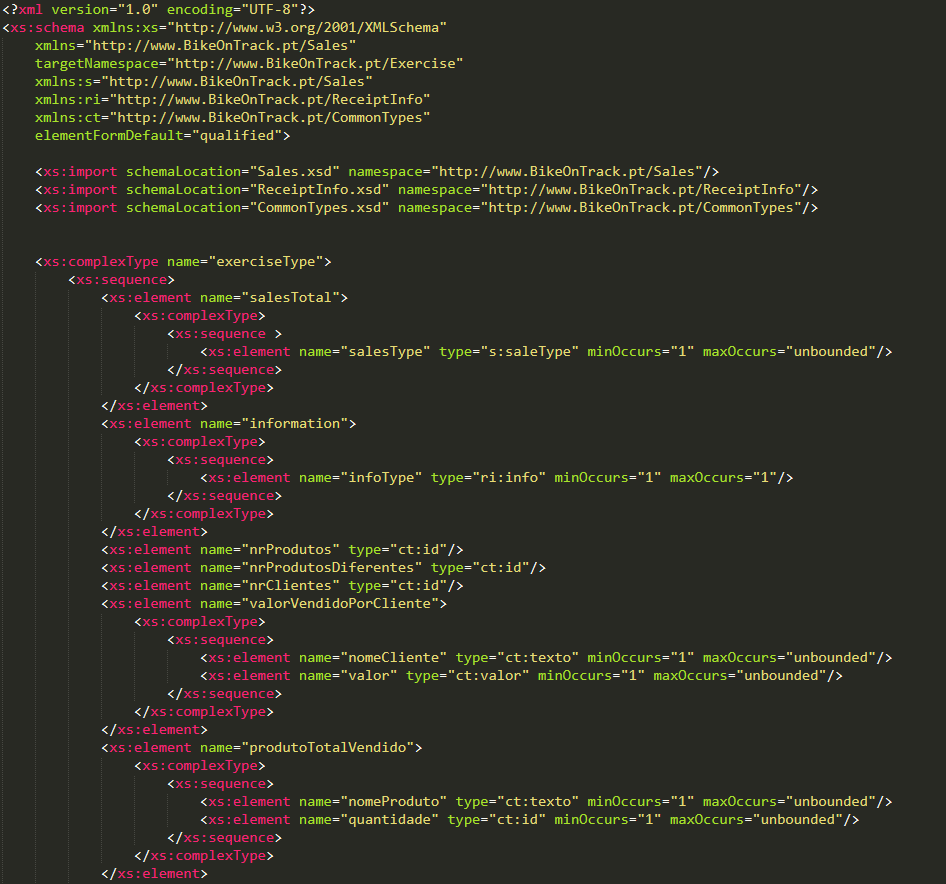 <?xml version="1.0" encoding="UTF-8"?>
<xs:schema xmlns:xs="http://www.w3.org/2001/XMLSchema"
    xmlns="http://www.BikeOnTrack.pt/Sales"
    targetNamespace="http://www.BikeOnTrack.pt/Exercise"
    xmlns:s="http://www.BikeOnTrack.pt/Sales"
    xmlns:ri="http://www.BikeOnTrack.pt/ReceiptInfo"
    xmlns:ct="http://www.BikeOnTrack.pt/CommonTypes"
    elementFormDefault="qualified">

    <xs:import schemaLocation="Sales.xsd" namespace="http://www.BikeOnTrack.pt/Sales"/>
    <xs:import schemaLocation="ReceiptInfo.xsd" namespace="http://www.BikeOnTrack.pt/ReceiptInfo"/>
    <xs:import schemaLocation="CommonTypes.xsd" namespace="http://www.BikeOnTrack.pt/CommonTypes"/>


    <xs:complexType name="exerciseType">
        <xs:sequence>
            <xs:element name="salesTotal">
                <xs:complexType>
                    <xs:sequence >
                        <xs:element name="salesType" type="s:saleType" minOccurs="1" maxOccurs="unbounded"/>
                    </xs:sequence>
                </xs:complexType>
            </xs:element>
            <xs:element name="information">
                <xs:complexType>
                    <xs:sequence>
                        <xs:element name="infoType" type="ri:info" minOccurs="1" maxOccurs="1"/>
                    </xs:sequence>
                </xs:complexType>
            </xs:element>
            <xs:element name="nrProdutos" type="ct:id"/>
            <xs:element name="nrProdutosDiferentes" type="ct:id"/>
            <xs:element name="nrClientes" type="ct:id"/>
            <xs:element name="valorVendidoPorCliente">
                <xs:complexType>
                    <xs:sequence>
                        <xs:element name="nomeCliente" type="ct:texto" minOccurs="1" maxOccurs="unbounded"/>
                        <xs:element name="valor" type="ct:valor" minOccurs="1" maxOccurs="unbounded"/>
                    </xs:sequence>
                </xs:complexType>
            </xs:element>
            <xs:element name="produtoTotalVendido">
                <xs:complexType>
                    <xs:sequence>
                        <xs:element name="nomeProduto" type="ct:texto" minOccurs="1" maxOccurs="unbounded"/>
                        <xs:element name="quantidade" type="ct:id" minOccurs="1" maxOccurs="unbounded"/>
                    </xs:sequence>
                </xs:complexType>
            </xs:element>